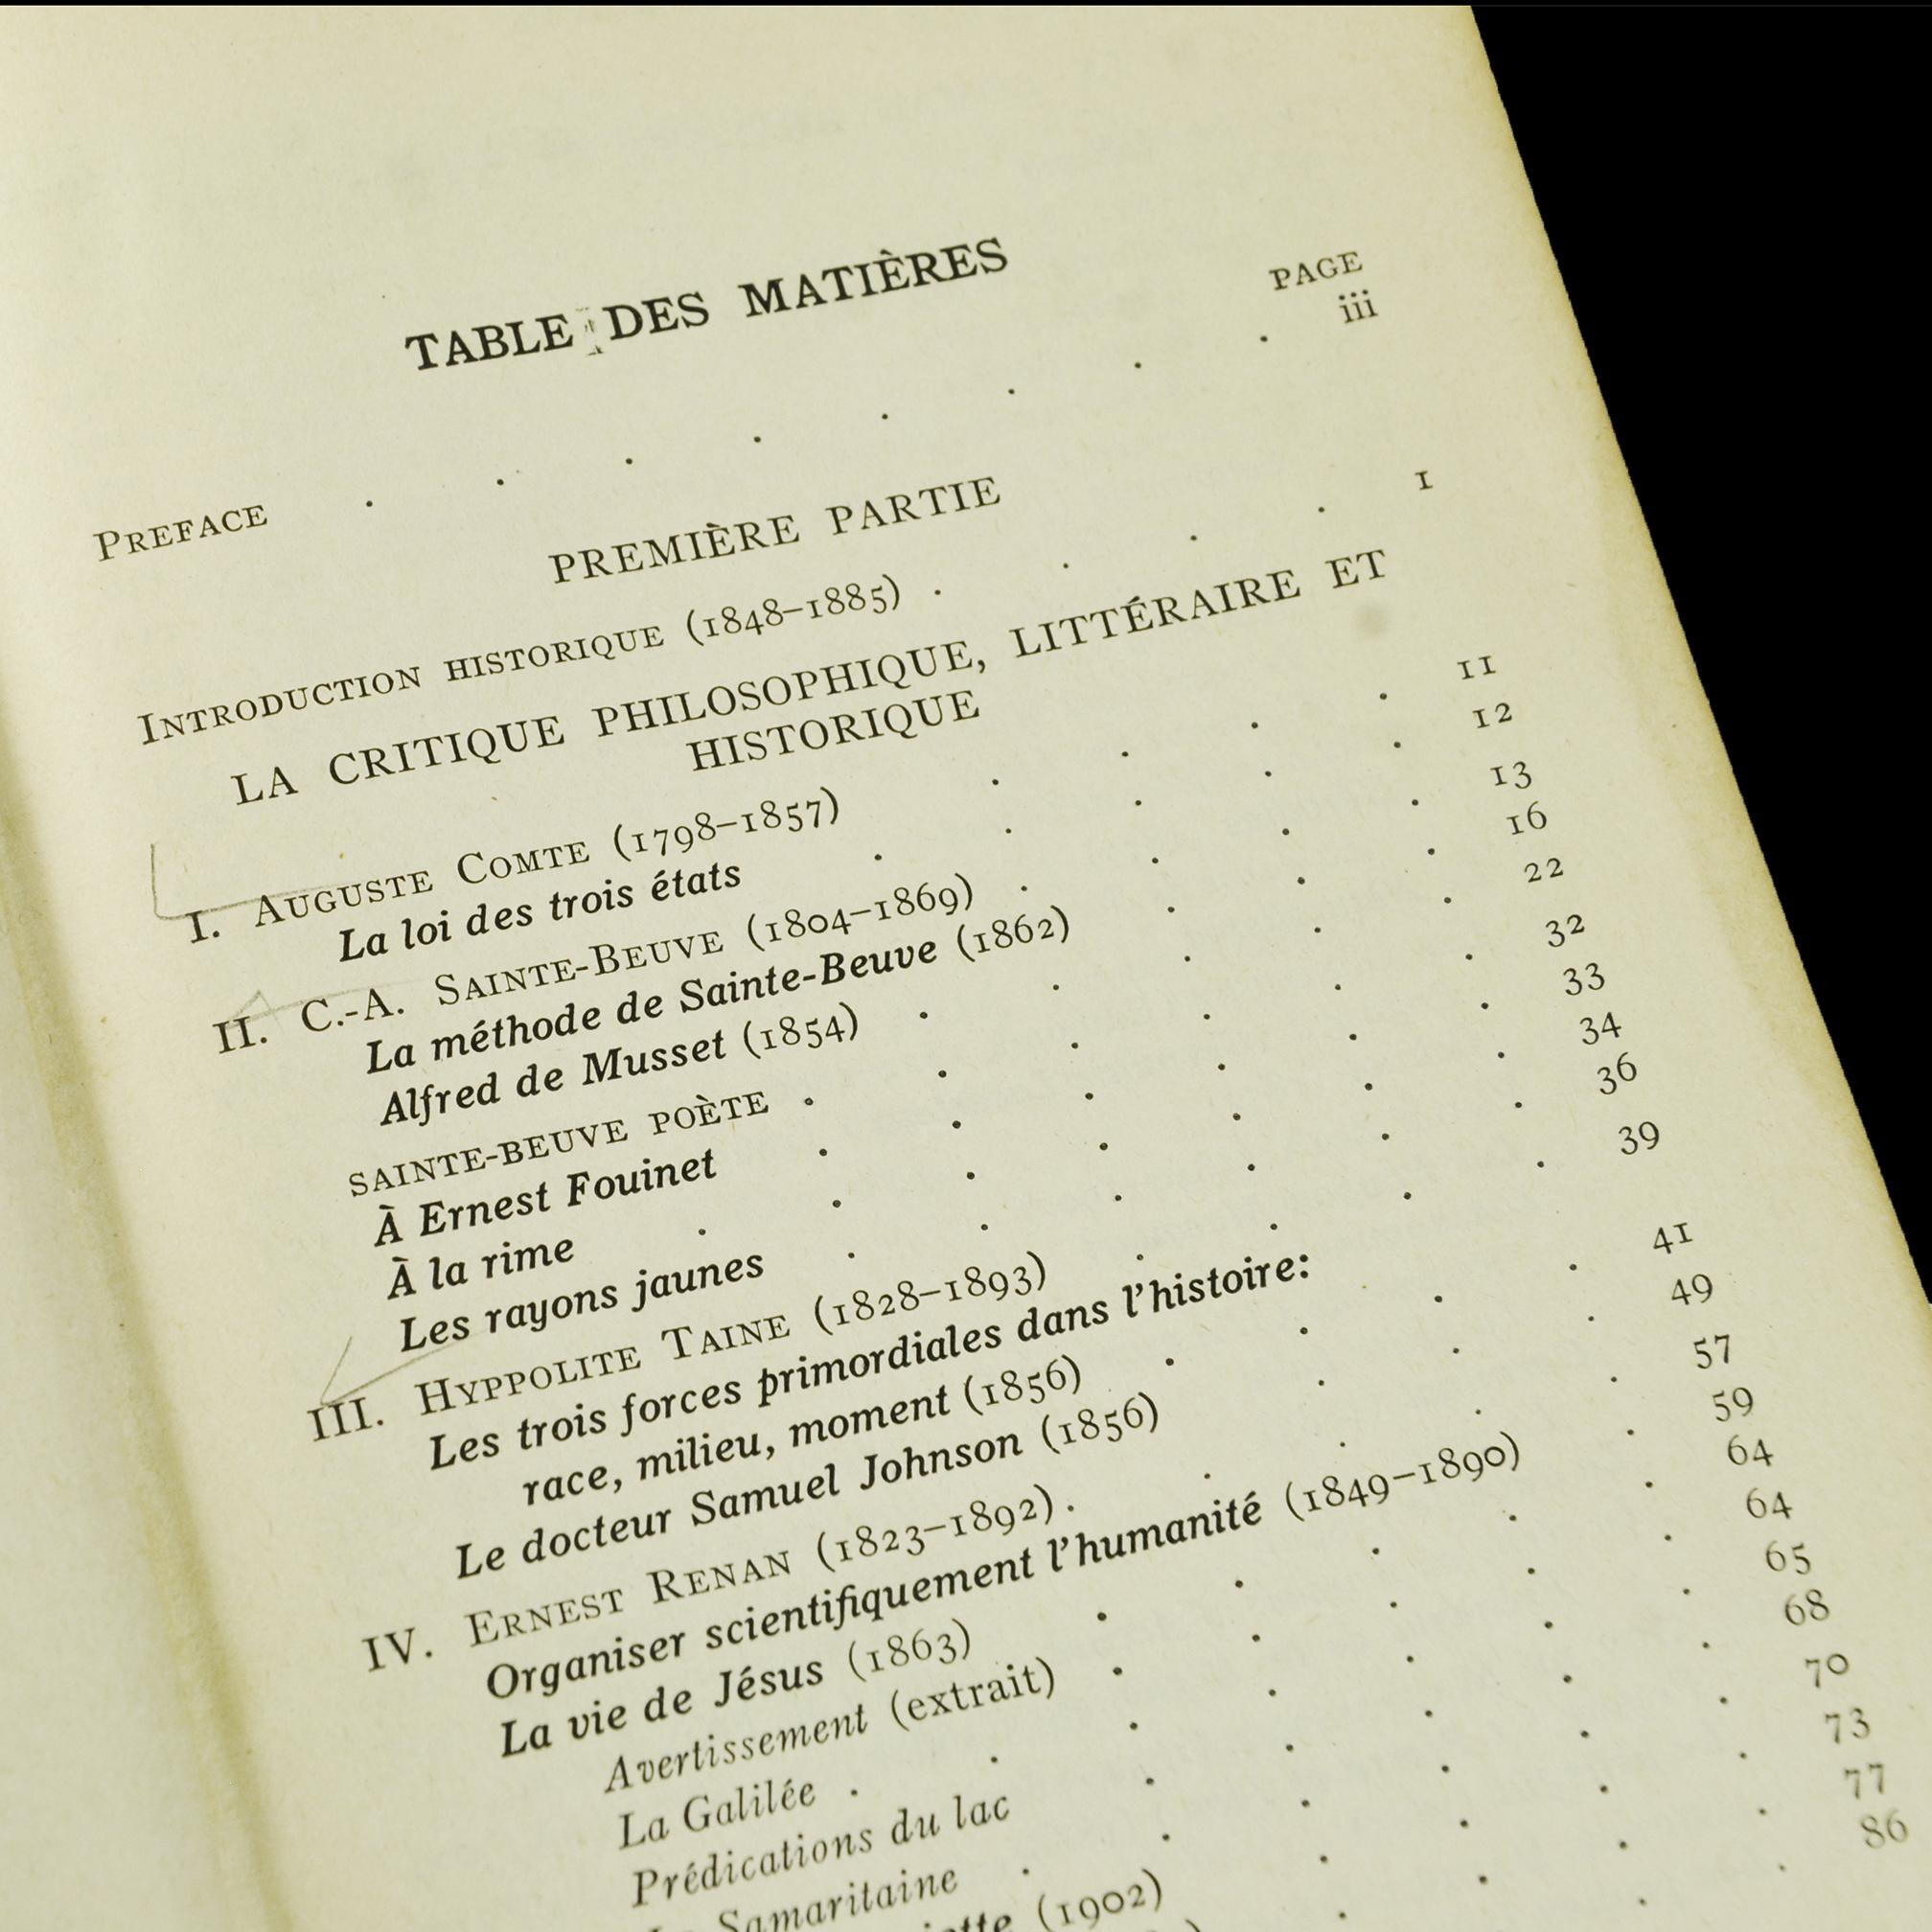 TABLE DES MATIÈRES
PAGE
PREFACE . . . . . . . . iii
PREMIÈRE PARTIE
INTRODUCTION HISTORIQUE (1848–1885) . . . . 1
LA CRITIQUE PHILOSOPHIQUE, LITTÉRAIRE ET
HISTORIQUE
I. AUGUSTE COMTE (1798–1857) . . . . 11
La loi des trois états . . . . . 12
II. C.-A. SAINTE-BEUVE (1804–1869) . . . . 13
La méthode de Sainte-Beuve (1862) . . . 16
Alfred de Musset (1854) . . . . . 22
SAINTE-BEUVE POÈTE . . . . . . 32
À Ernest Fouinet . . . . . . 33
À la rime . . . . . . . 34
Les rayons jaunes . . . . . . 36
III. HYPPOLITE TAINE (1828–1893) . . . . 39
Les trois forces primordiales dans l'histoire:
race, milieu, moment (1856) . . . . 41
Le docteur Samuel Johnson (1856) . . . 49
IV. ERNEST RENAN (1823–1892) . . . . . 57
Organiser scientifiquement l'humanité (1849–1890) . 59
La vie de Jésus (1863) . . . . . 64
Avertissement (extrait) . . . . . 64
La Galilée . . . . . . . 65
Prédications du lac . . . . . 68
Samaritaine . . . . . . 70
(1902) 73
77
86